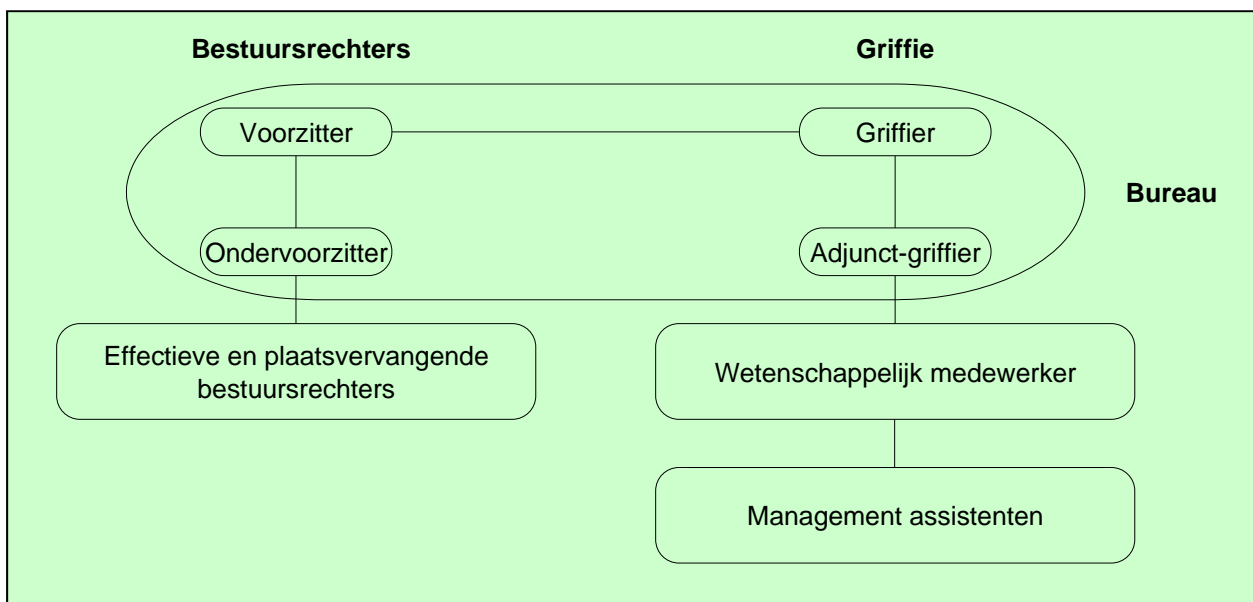 Bestuursrechters
Griffie
Voorzitter
Griffier
Bureau
Ondervoorzitter
Adjunct-griffier
Effectieve en plaatsvervangende
bestuursrechters
Wetenschappelijk medewerker
Management assistenten